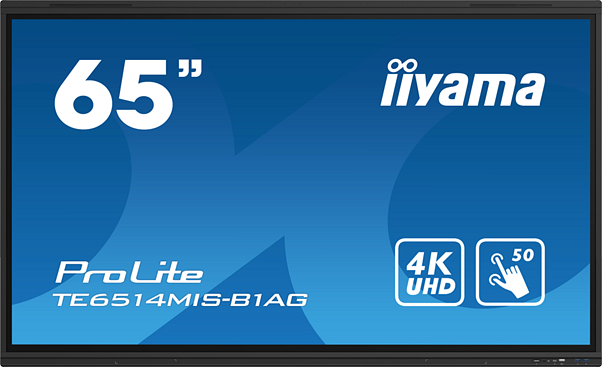 65”
iiyama
ProLite
TE6514MIS-B1AG
4K
UHD
50